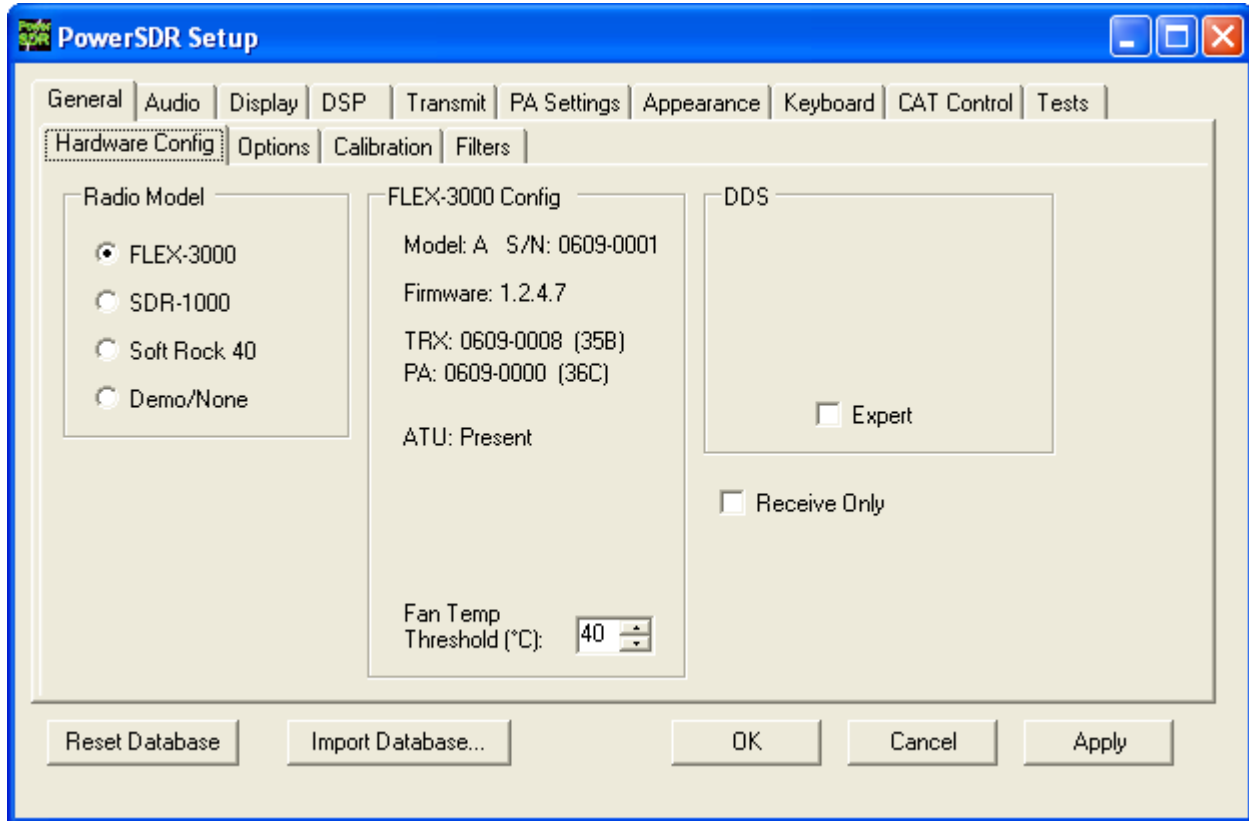 Power SDR PowerSDR Setup
General Audio Display DSP Transmit PA Settings Appearance Keyboard CAT Control Tests
Hardware Config Options Calibration Filters
Radio Model
FLEX-3000
SDR-1000
Soft Rock 40
Demo/None
FLEX-3000 Config
Model: A S/N: 0609-0001
Firmware: 1.2.4.7
TRX: 0609-0008 (35B)
PA: 0609-0000 (36C)
ATU: Present
Fan Temp
Threshold (°C): 40
DDS
Expert
Receive Only
Reset Database Import Database... OK Cancel Apply